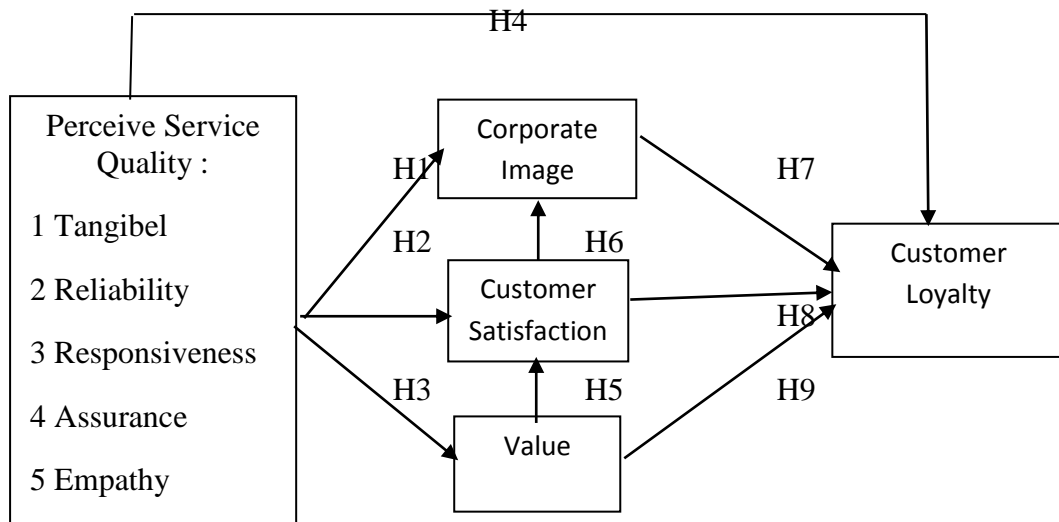 H4
Perceive Service
Quality :
1 Tangibel
2 Reliability
3 Responsiveness
4 Assurance
5 Empathy
H1
H2
H3
Corporate
Image
H6
Customer
Satisfaction
H5
Value
H7
H8
H9
Customer
Loyalty